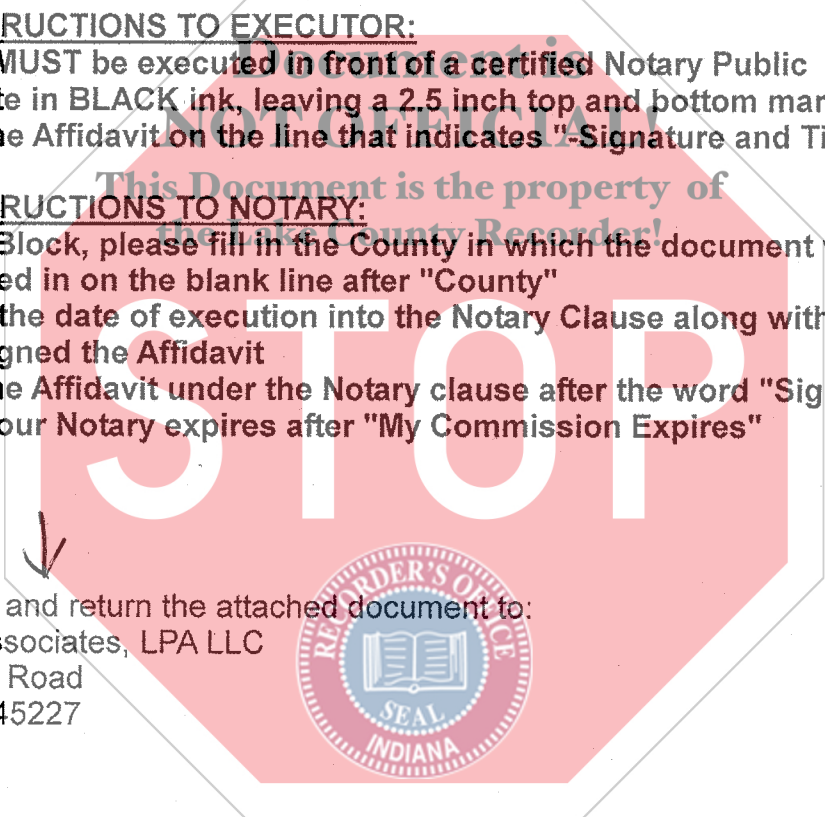 RUCTIONS TO EXECUTOR:
Document is
MUST be executed in front of a certified Notary Public
te in BLACK ink, leaving a 2.5 inch top and bottom mar
NOT OFFICIAL!
e Affidavit on the line that indicates "-Signature and Ti
This Document is the property of
RUCTIONS TO NOTARY:
the Lake County Recorder!
Block, please fill in the County in which the document
ed in on the blank line after "County"
the date of execution into the Notary Clause along with
gned the Affidavit
e Affidavit under the Notary clause after the word "Sig
our Notary expires after "My Commission Expires"
STOP
and return the attached document to:
ssociates, LPA LLC
Road
45227
RECORDER'S OFFICE
SEAL
INDIANA